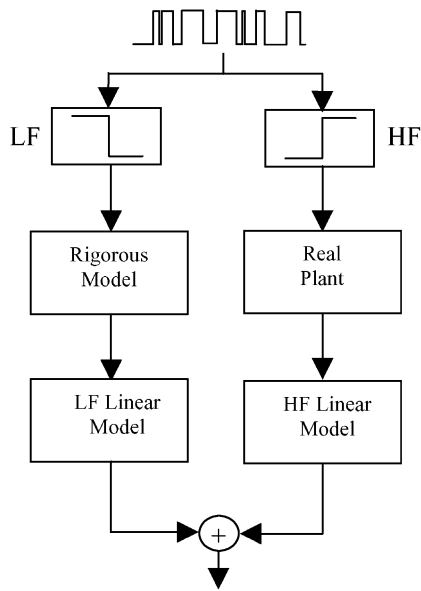 LF
HF
Rigorous
Model
Real
Plant
LF Linear
Model
HF Linear
Model
+